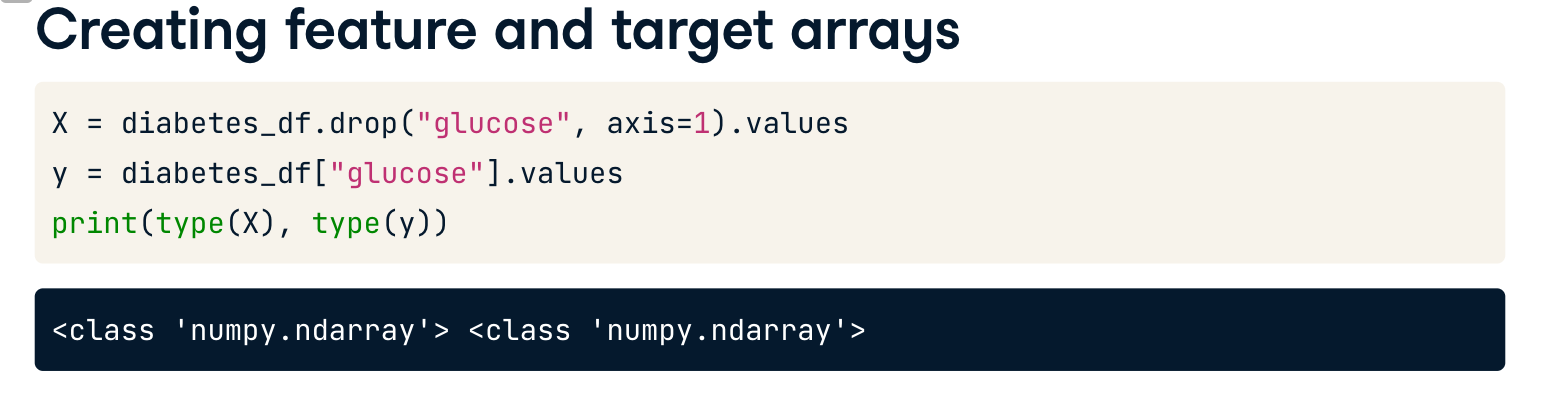 Creating feature and target arrays
X = diabetes_df.drop("glucose", axis=1).values
y = diabetes_df["glucose"].values
print(type(X), type(y))
<class 'numpy.ndarray'> <class 'numpy.ndarray'>